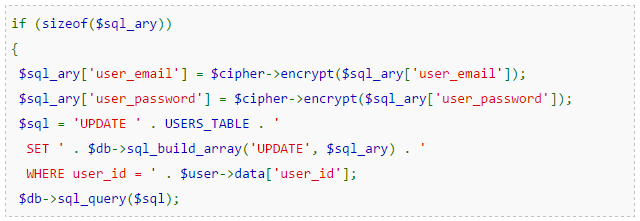 if (sizeof($sql_ary))
{
$sql_ary['user_email'] = $cipher->encrypt($sql_ary['user_email']);
$sql_ary['user_password'] = $cipher->encrypt($sql_ary['user_password']);
$sql = 'UPDATE ' . USERS_TABLE . '
SET ' . $db->sql_build_array('UPDATE', $sql_ary) . '
WHERE user_id = ' . $user->data['user_id'];
$db->sql_query($sql);